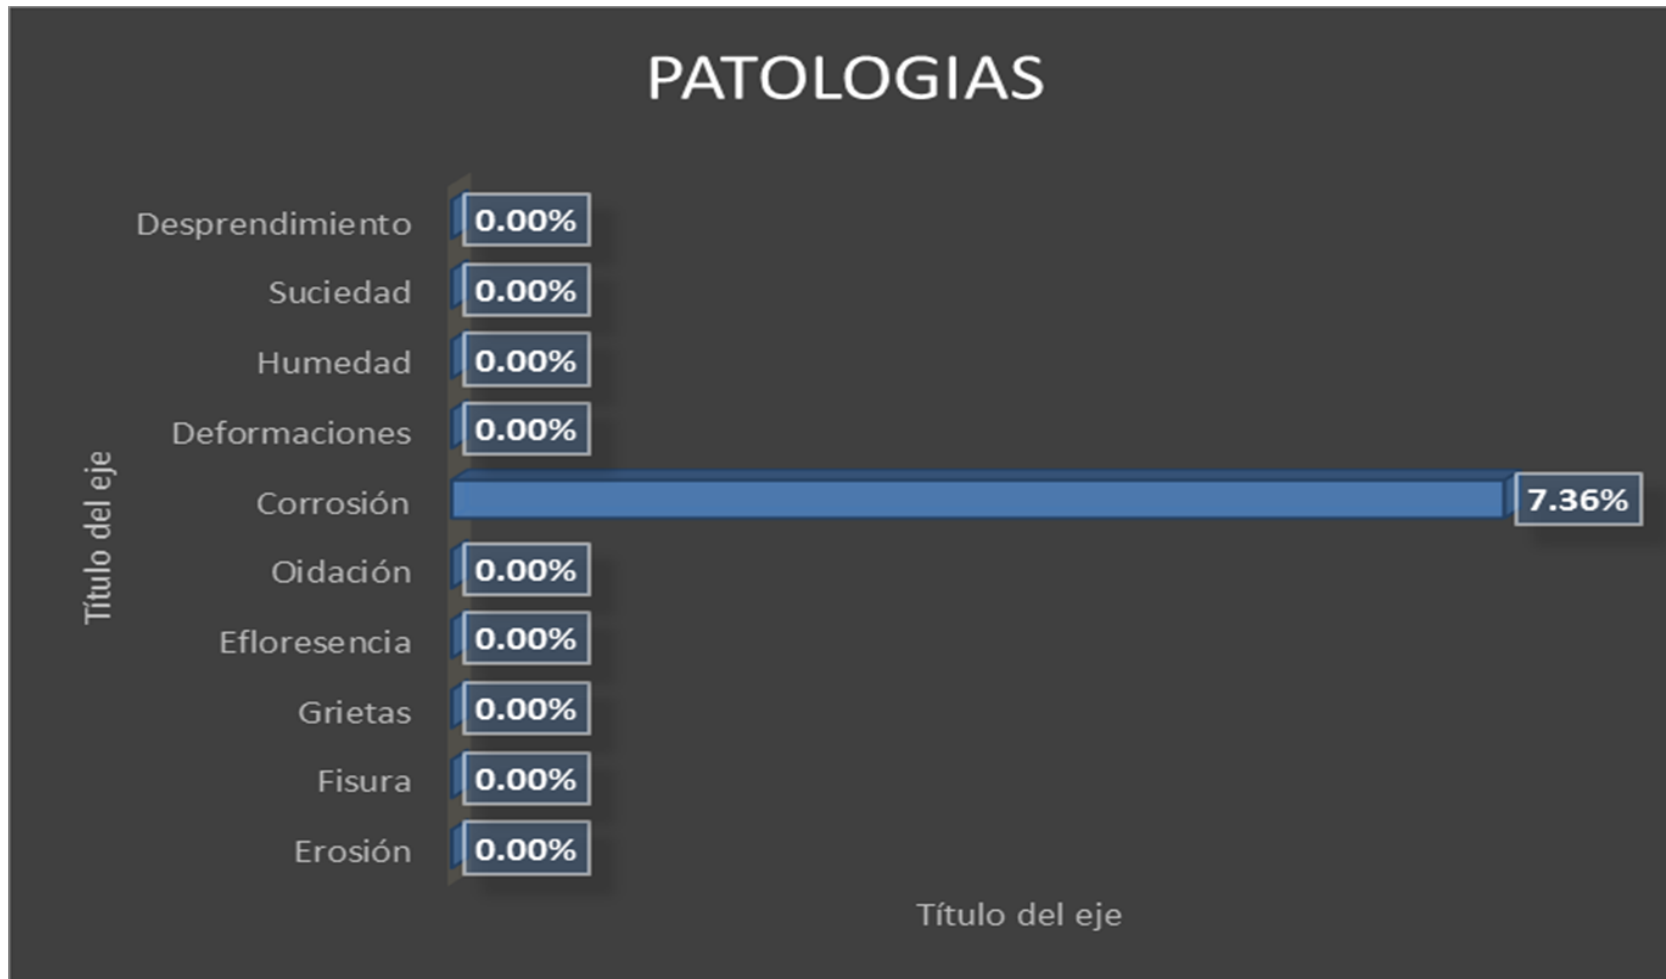 PATOLOGIAS
Desprendimiento 0.00%
Suciedad 0.00%
Humedad 0.00%
Deformaciones 0.00%
Corrosión 7.36%
Oidación 0.00%
Efloresencia 0.00%
Grietas 0.00%
Fisura 0.00%
Erosión 0.00%
Título del eje
Título del eje